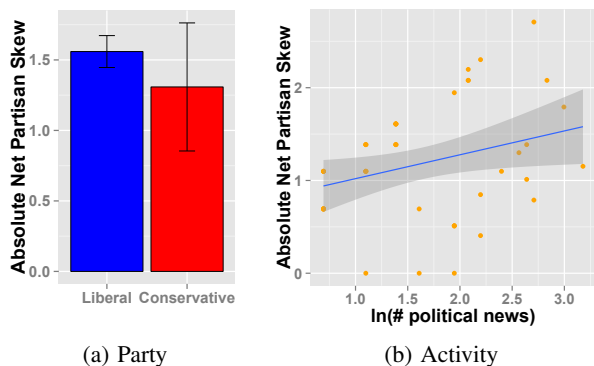 Absolute Net Partisan Skew
1.5
1.0
0.5
0.0
Liberal Conservative
(a) Party
Absolute Net Partisan Skew
2
1
0
1.0 1.5 2.0 2.5 3.0
ln(# political news)
(b) Activity